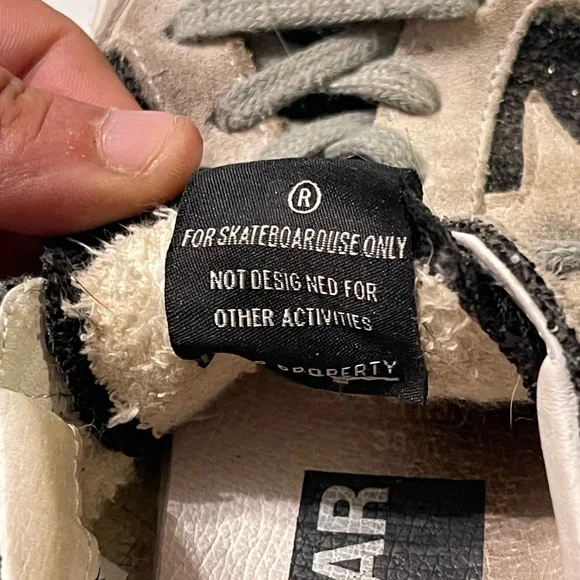 ®
FOR SKATEBOARDUSE ONLY
NOT DESIG NED FOR
OTHER ACTIVITIES
PROPERTY
AR